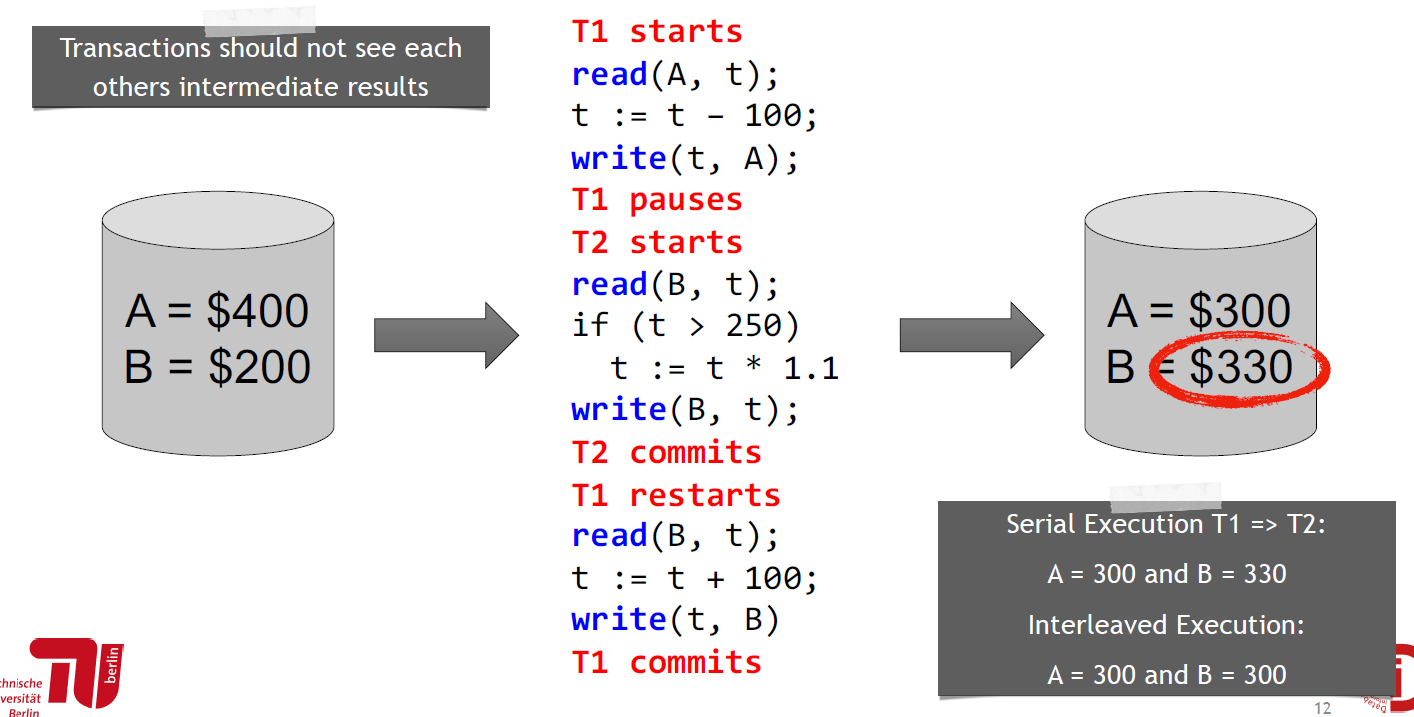 Transactions should not see each
others intermediate results
T1 starts
read(A, t);
t := t – 100;
write(t, A);
T1 pauses
T2 starts
read(B, t);
if (t > 250)
t := t * 1.1
write(B, t);
T2 commits
T1 restarts
read(B, t);
t := t + 100;
write(t, B)
T1 commits
A = $400
B = $200
A = $300
B = $330
Serial Execution T1 => T2:
A = 300 and B = 330
Interleaved Execution:
A = 300 and B = 300
berlin
chnische
versität
Berlin
12